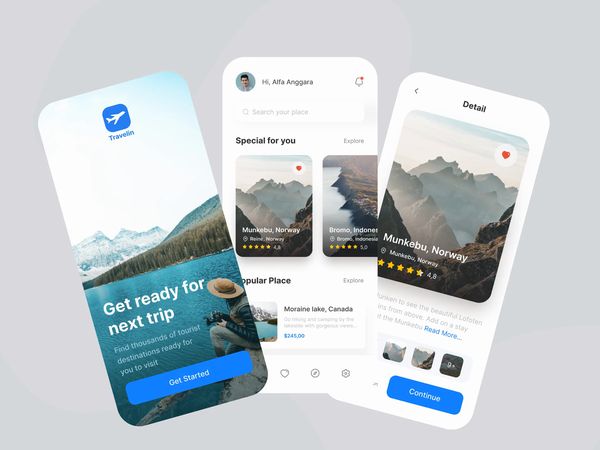 Travelin
Get ready for
next trip
Find thousands of tourist
destinations ready for
you to visit
Get Started
Hi, Alfa Anggara
Search your place
Special for you
Explore
Munkebu, Norway
Reine, Norway
4,8
Bromo, Indones
Bromo, Indonesia
5,0
opular Place
Explore
Moraine lake, Canada
Go hiking and camping by the
lakeside with gorgeous views...
$245,00
Detail
Munkebu, Norway
Munkebu, Norway
4,8
unken to see the beautiful Lofoten
ins from above. Add on a stay
t the Munkebu Read More...
9+
Continue